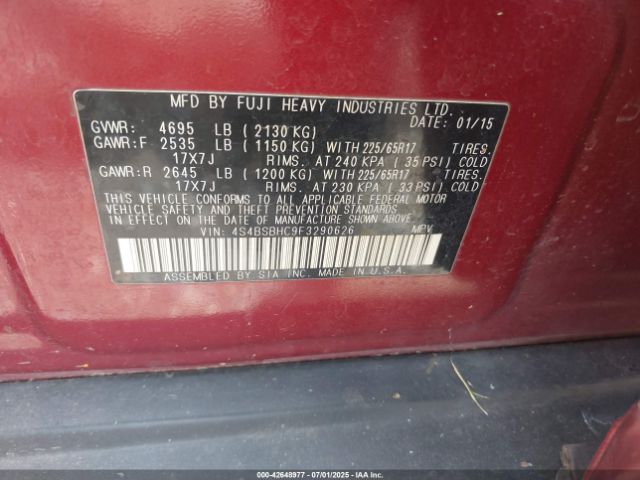 MFD BY FUJI HEAVY INDUSTRIES LTD.
DATE: 01/15
GVWR: 4695 LB ( 2130 KG)
GAWR:F 2535 LB ( 1150 KG) WITH 225/65R17 TIRES.
17X7J RIMS. AT 240 KPA ( 35 PSI) COLD
GAWR:R 2645 LB ( 1200 KG) WITH 225/65R17 TIRES.
17X7J RIMS. AT 230 KPA ( 33 PSI) COLD
THIS VEHICLE CONFORMS TO ALL APPLICABLE FEDERAL MOTOR
VEHICLE SAFETY AND THEFT PREVENTION STANDARDS
IN EFFECT ON THE DATE OF MANUFACTURE SHOWN ABOVE.
VIN: 4S4BSBHC9F3290626 MPV
ASSEMBLED BY SIA INC. MADE IN U.S.A.
000-42648977 - 07/01/2025 - IAAI.com